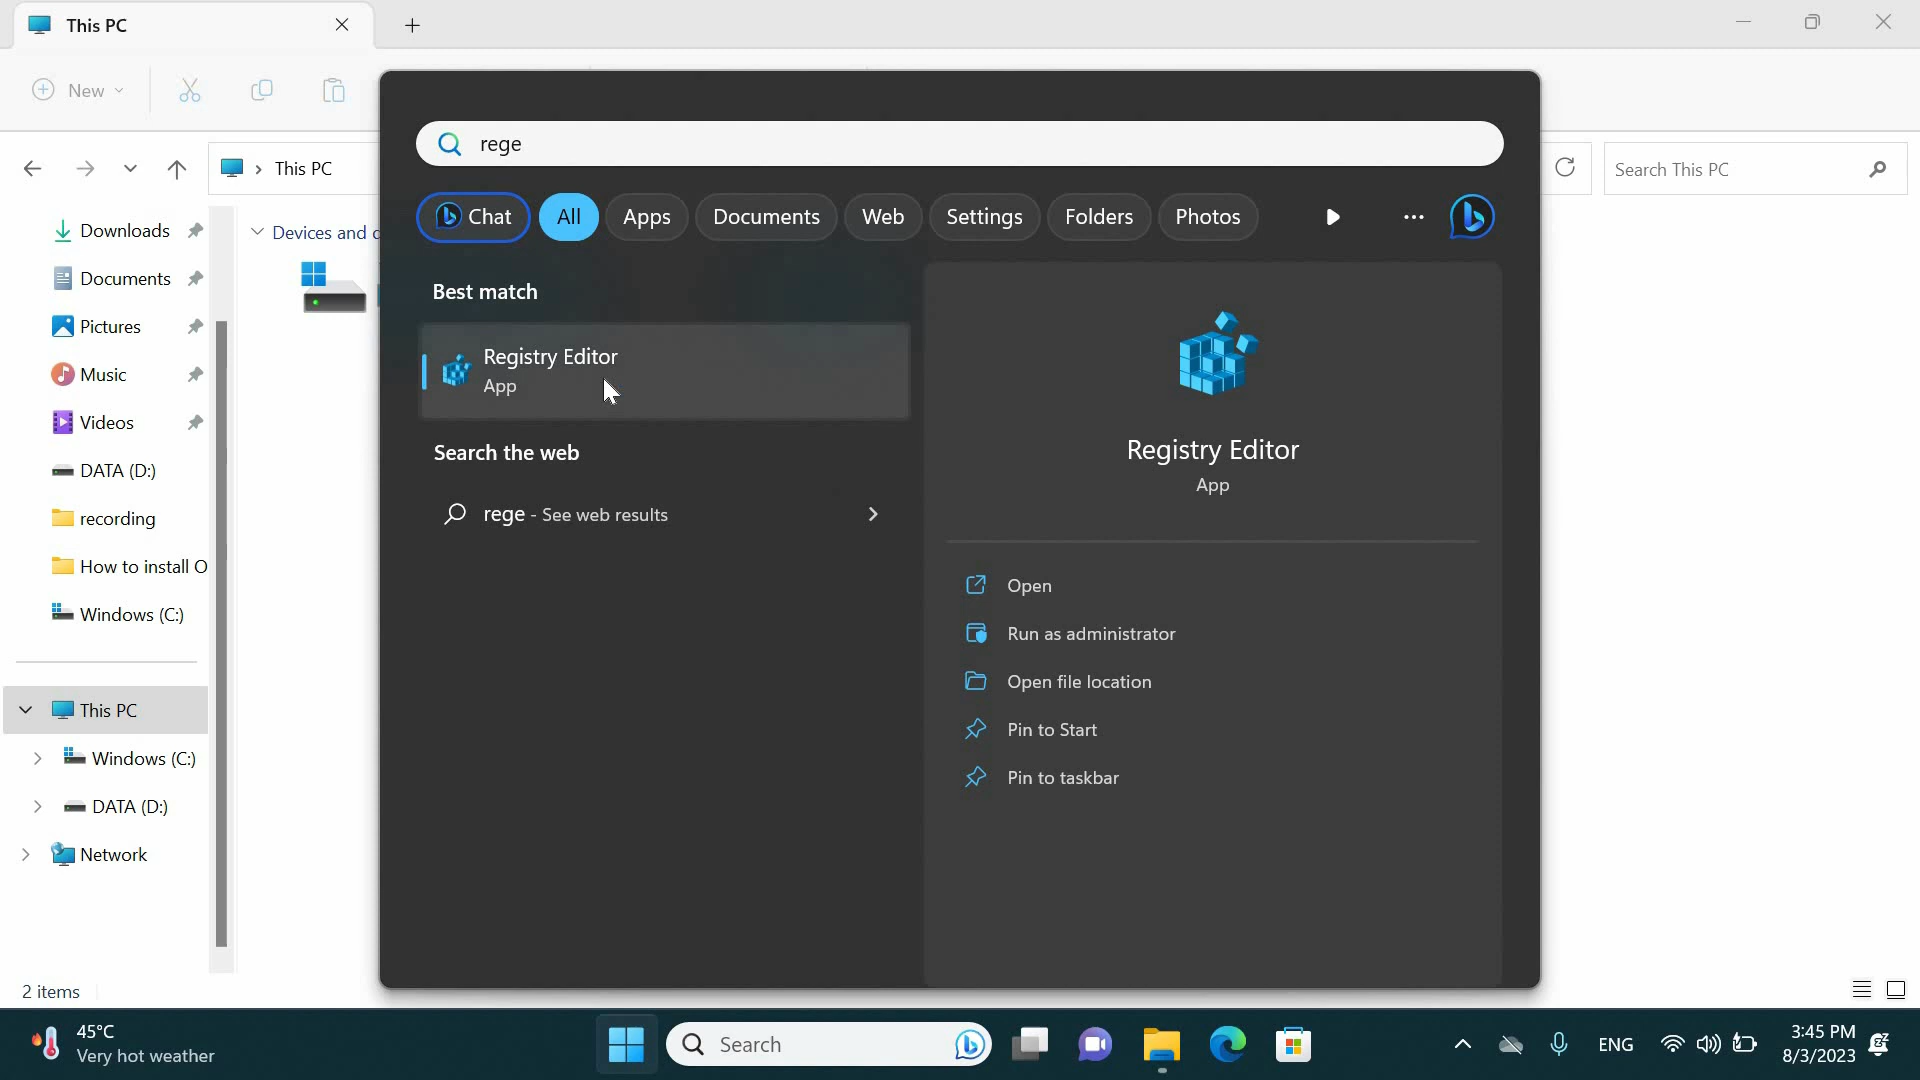 This PC
New
This PC
Search This PC
Downloads
Documents
Pictures
Music
Videos
DATA (D:)
recording
How to install O
Windows (C:)
This PC
Windows (C:)
DATA (D:)
Network
Devices and d
2 items
rege
Chat
All
Apps
Documents
Web
Settings
Folders
Photos
Best match
Registry Editor
App
Search the web
rege - See web results
Registry Editor
App
Open
Run as administrator
Open file location
Pin to Start
Pin to taskbar
45°C
Very hot weather
Search
ENG
3:45 PM
8/3/2023